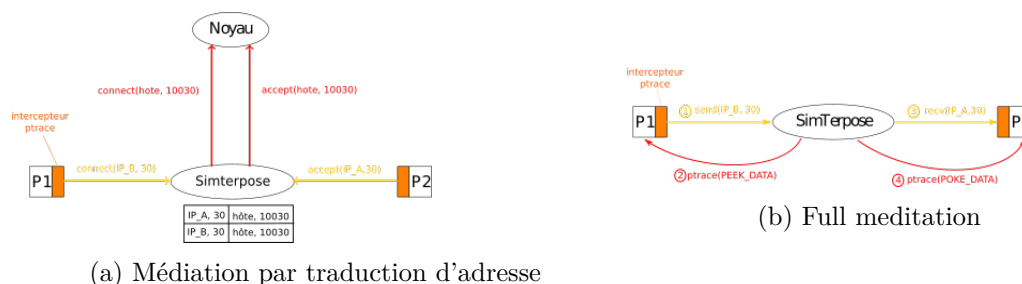 Noyau
connect(hote, 10030)
accept(hote, 10030)
intercepteur
ptrace
P1
connect(IP_B, 30)
Simterpose
accept(IP_A,30)
P2
IP_A, 30 hôte, 10030
IP_B, 30 hôte, 10030
(a) Médiation par traduction d'adresse
intercepteur
ptrace
P1
1 send(IP_B, 30)
SimTerpose
3 recv(IP_A,30)
P
2 ptrace(PEEK_DATA)
4 ptrace(POKE_DATA)
(b) Full meditation